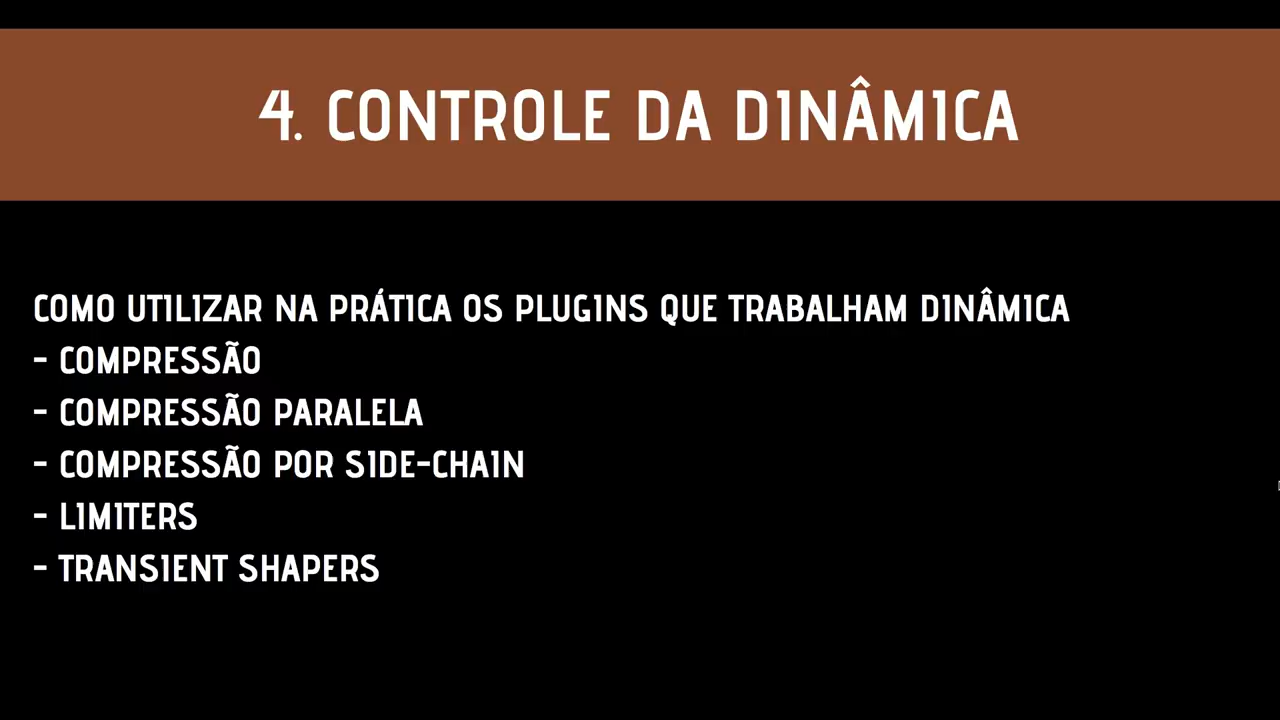 4. CONTROLE DA DINÂMICA
COMO UTILIZAR NA PRÁTICA OS PLUGINS QUE TRABALHAM DINÂMICA
- COMPRESSÃO
- COMPRESSÃO PARALELA
- COMPRESSÃO POR SIDE-CHAIN
- LIMITERS
- TRANSIENT SHAPERS